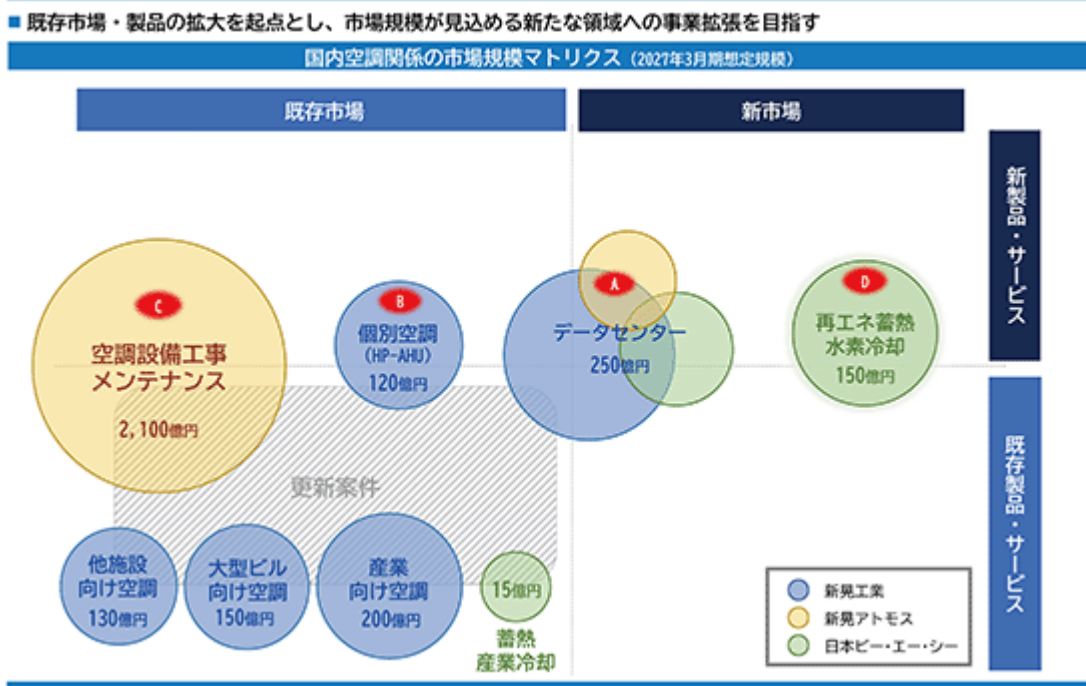 ■ 既存市場・製品の拡大を起点とし、市場規模が見込める新たな領域への事業拡張を目指す
国内空調関係の市場規模マトリクス（2027年3月期想定規模）
既存市場
新市場
新製品・サービス
C
空調設備工事
メンテナンス
2,100億円
B
個別空調
（HP-AHU）
120億円
A
データセンター
250億円
D
再エネ蓄熱
水素冷却
150億円
既存製品・サービス
更新案件
他施設
向け空調
130億円
大型ビル
向け空調
150億円
産業
向け空調
200億円
15億円
蓄熱
産業冷却
新晃工業
新晃アトモス
日本ビー・エー・シー